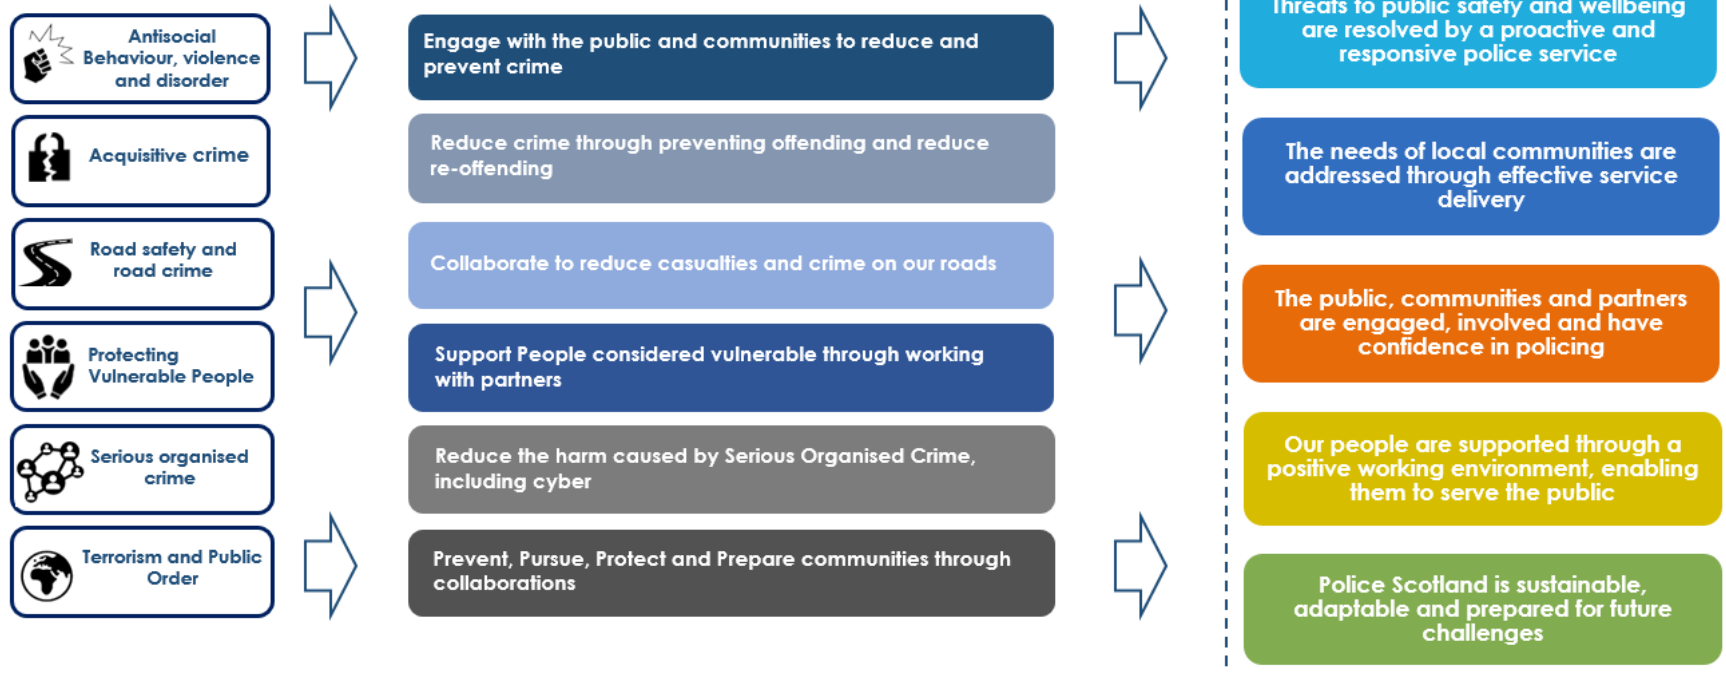 Antisocial
Behaviour, violence
and disorder
Engage with the public and communities to reduce and
prevent crime
Threats to public safety and wellbeing
are resolved by a proactive and
responsive police service
Acquisitive crime
Reduce crime through preventing offending and reduce
re-offending
The needs of local communities are
addressed through effective service
delivery
Road safety and
road crime
Collaborate to reduce casualties and crime on our roads
The public, communities and partners
are engaged, involved and have
confidence in policing
Protecting
Vulnerable People
Support People considered vulnerable through working
with partners
Serious organised
crime
Reduce the harm caused by Serious Organised Crime,
including cyber
Our people are supported through a
positive working environment, enabling
them to serve the public
Terrorism and Public
Order
Prevent, Pursue, Protect and Prepare communities through
collaborations
Police Scotland is sustainable,
adaptable and prepared for future
challenges